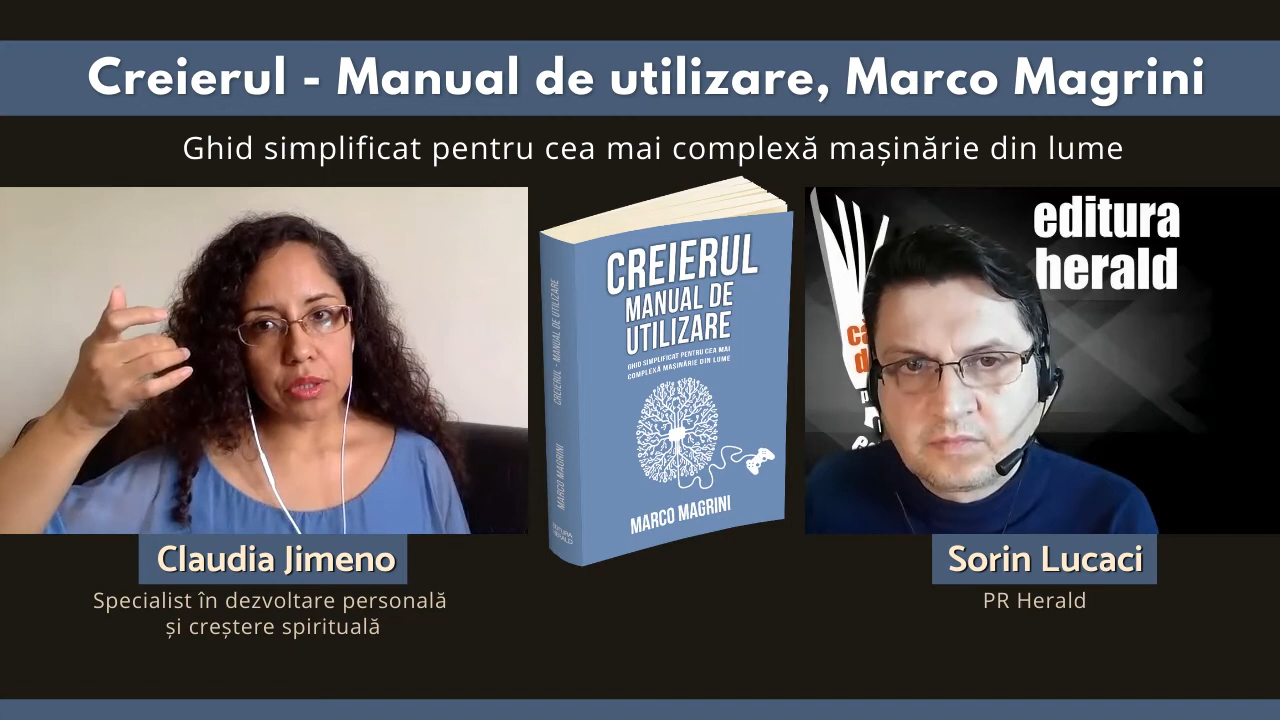 Creierul - Manual de utilizare, Marco Magrini
Ghid simplificat pentru cea mai complexă mașinărie din lume
CREIERUL
MANUAL DE
UTILIZARE
GHID SIMPLIFICAT PENTRU CEA MAI
COMPLEXĂ MAȘINĂRIE DIN LUME
MARCO MAGRINI
CREIERUL - MANUAL DE UTILIZARE
MARCO MAGRINI
editura
herald
Claudia Jimeno
Specialist în dezvoltare personală
și creștere spirituală
Sorin Lucaci
PR Herald